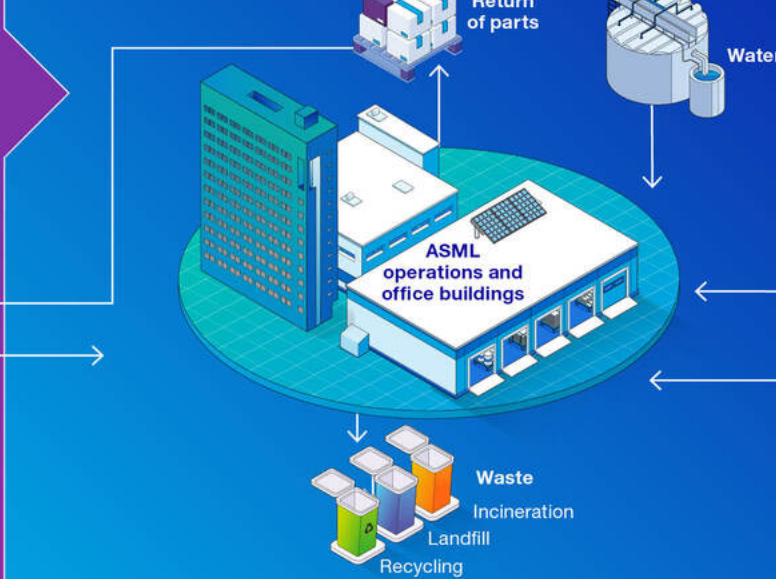 Return
of parts
Water
ASML
operations and
office buildings
Waste
Incineration
Landfill
Recycling